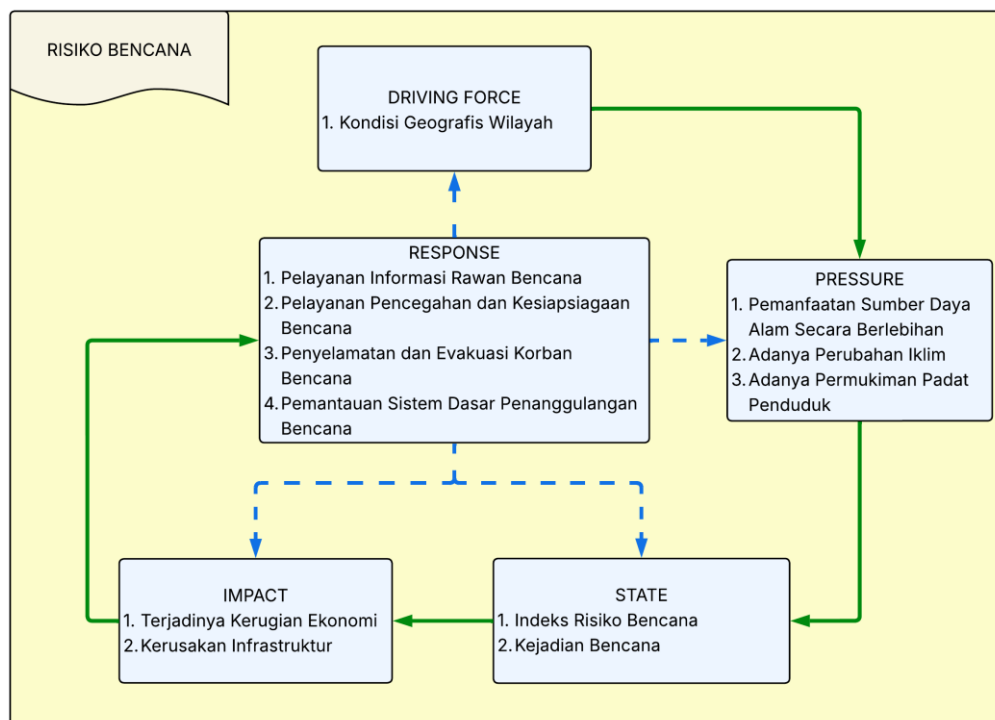 RISIKO BENCANA
DRIVING FORCE
1. Kondisi Geografis Wilayah
RESPONSE
1. Pelayanan Informasi Rawan Bencana
2. Pelayanan Pencegahan dan Kesiapsiagaan
Bencana
3. Penyelamatan dan Evakuasi Korban
Bencana
4. Pemantauan Sistem Dasar Penanggulangan
Bencana
PRESSURE
1. Pemanfaatan Sumber Daya
Alam Secara Berlebihan
2. Adanya Perubahan Iklim
3. Adanya Permukiman Padat
Penduduk
IMPACT
1. Terjadinya Kerugian Ekonomi
2. Kerusakan Infrastruktur
STATE
1. Indeks Risiko Bencana
2. Kejadian Bencana